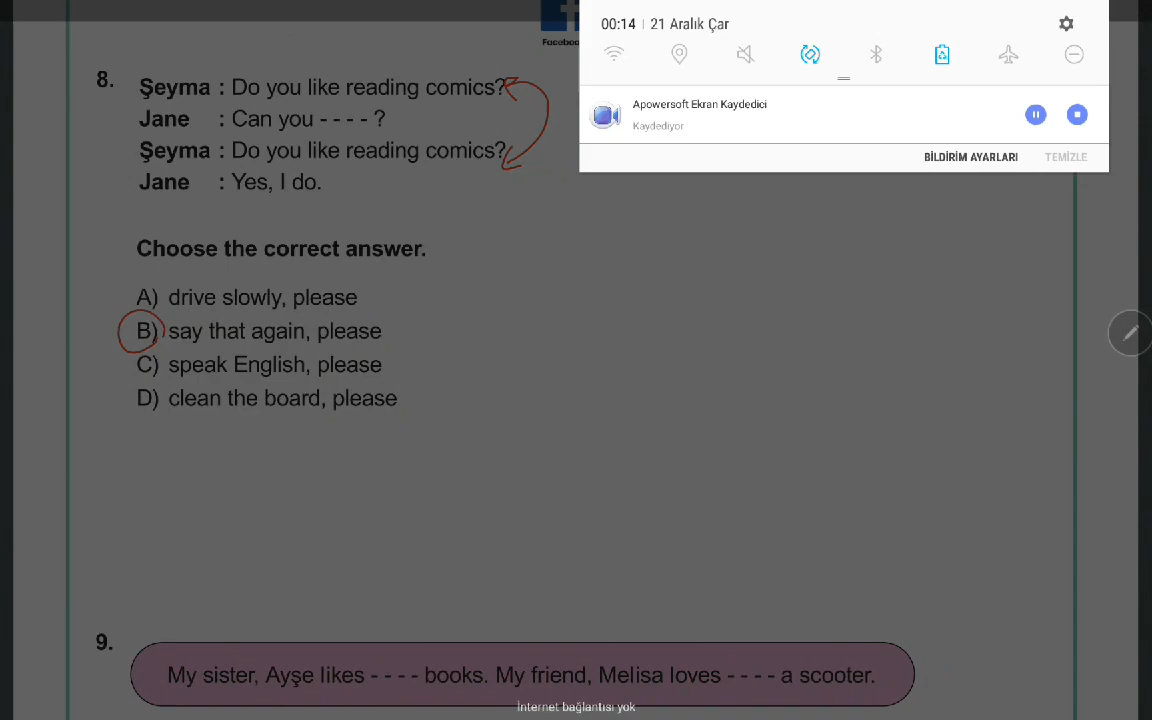 00:14 | 21 Aralık Çar
Faceboo
8.
Şeyma : Do you like reading comics?
Apowersoft Ekran Kaydedici
Kaydediyor
Jane : Can you - - - - ?
Şeyma : Do you like reading comics?
BİLDİRİM AYARLARI TEMİZLE
Jane : Yes, I do.
Choose the correct answer.
A) drive slowly, please
B) say that again, please
C) speak English, please
D) clean the board, please
9.
My sister, Ayşe likes - - - - books. My friend, Melisa loves - - - - a scooter.
İnternet bağlantısı yok